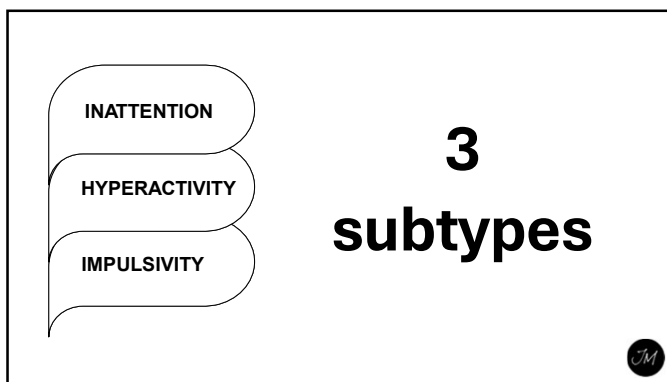 INATTENTION
HYPERACTIVITY
IMPULSIVITY
3
subtypes
JM